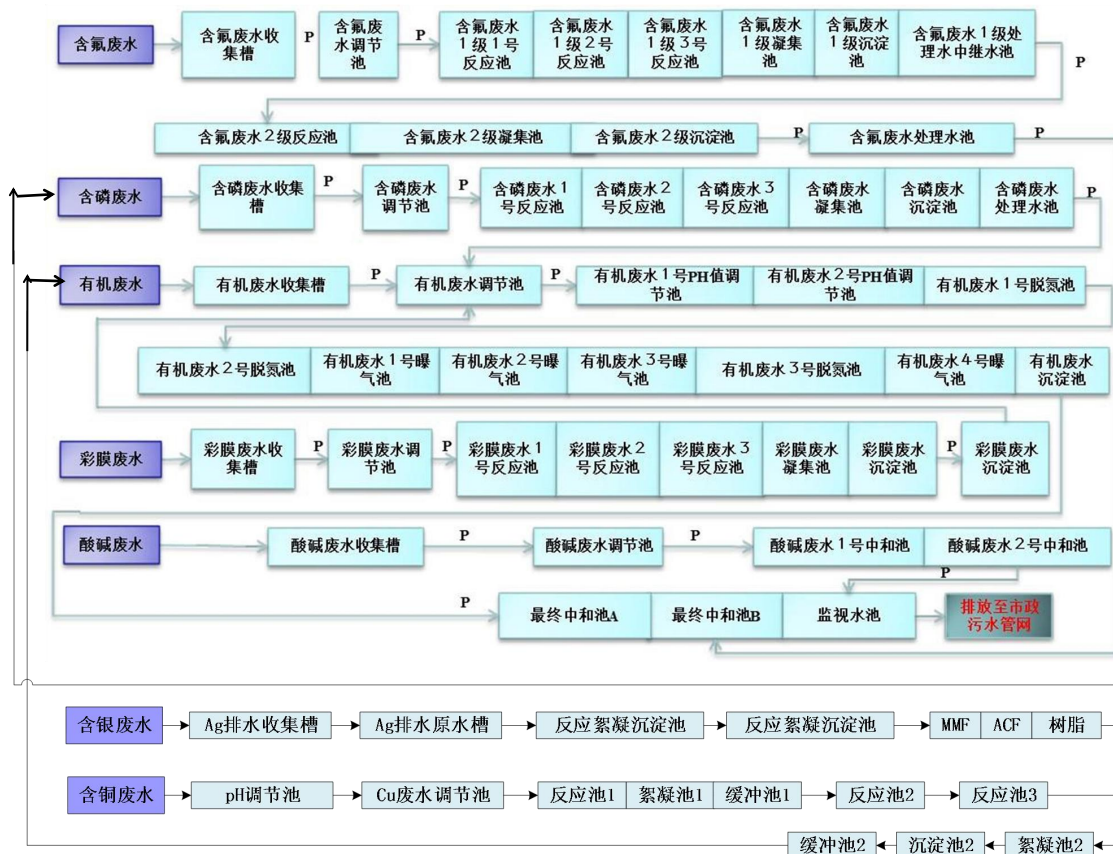 含氟废水
含氟废水收
集槽
P
含氟废
水调节
池
P
含氟废水
1级1号
反应池
含氟废水
1级2号
反应池
含氟废水
1级3号
反应池
含氟废水
1级凝集
池
含氟废水
1级沉淀
池
含氟废水1级处
理水中继水池
P
含氟废水2级反应池
含氟废水2级凝集池
含氟废水2级沉淀池
P
含氟废水处理水池
P
含磷废水
含磷废水收集
槽
P
含磷废水
调节池
P
含磷废水1
号反应池
含磷废水2
号反应池
含磷废水3
号反应池
含磷废水
凝集池
含磷废水
沉淀池
含磷废水
处理水池
P
有机废水
有机废水收集槽
P
有机废水调节池
P
有机废水1号PH值调
节池
有机废水2号PH值调
节池
有机废水1号脱氮池
有机废水2号脱氮池
有机废水1号曝
气池
有机废水2号曝
气池
有机废水3号曝
气池
有机废水3号脱氮池
有机废水4号曝
气池
有机废水
沉淀池
彩膜废水
彩膜废水收
集槽
P
彩膜废水调
节池
P
彩膜废水1
号反应池
彩膜废水2
号反应池
彩膜废水3
号反应池
彩膜废水
凝集池
彩膜废水
沉淀池
P
彩膜废水
沉淀池
酸碱废水
酸碱废水收集槽
P
酸碱废水调节池
P
酸碱废水1号中和池
酸碱废水2号中和池
P
P
最终中和池A
最终中和池B
监视水池
排放至市政
污水管网
含银废水
Ag排水收集槽
Ag排水原水槽
反应絮凝沉淀池
反应絮凝沉淀池
MMF
ACF
树脂
含铜废水
pH调节池
Cu废水调节池
反应池1
絮凝池1
缓冲池1
反应池2
反应池3
缓冲池2
沉淀池2
絮凝池2